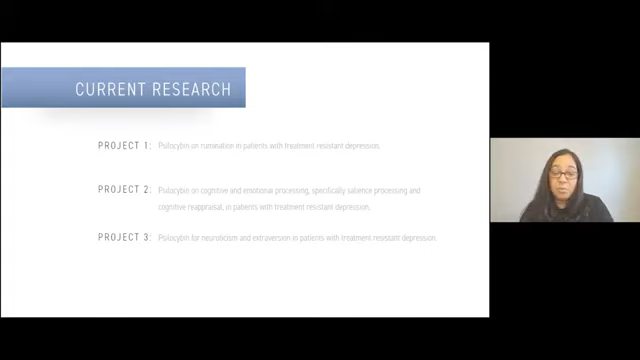 CURRENT RESEARCH
PROJECT 1: Psilocybin on rumination in patients with treatment resistant depression.
PROJECT 2: Psilocybin on cognitive and emotional processing, specifically salience processing and
cognitive reappraisal, in patients with treatment resistant depression.
PROJECT 3: Psilocybin for neuroticism and extraversion in patients with treatment resistant depression.